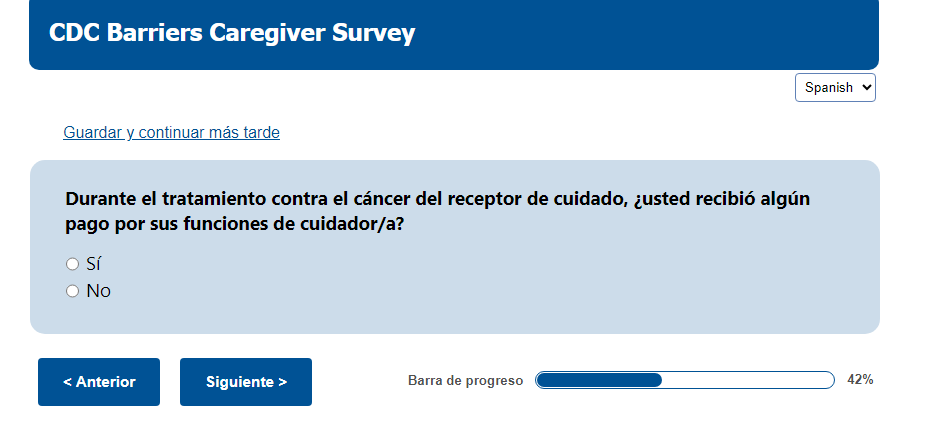 CDC Barriers Caregiver Survey
Spanish
Guardar y continuar más tarde
Durante el tratamiento contra el cáncer del receptor de cuidado, ¿usted recibió algún
pago por sus funciones de cuidador/a?
Sí
No
< Anterior
Siguiente >
Barra de progreso
42%